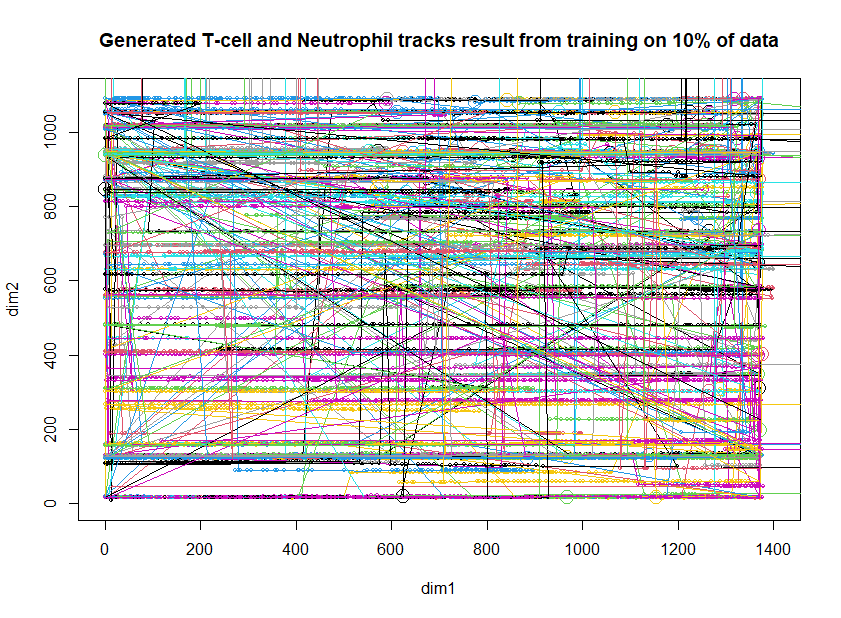 Generated T-cell and Neutrophil tracks result from training on 10% of data
dim2
1000
800
600
400
200
0
0 200 400 600 800 1000 1200 1400
dim1